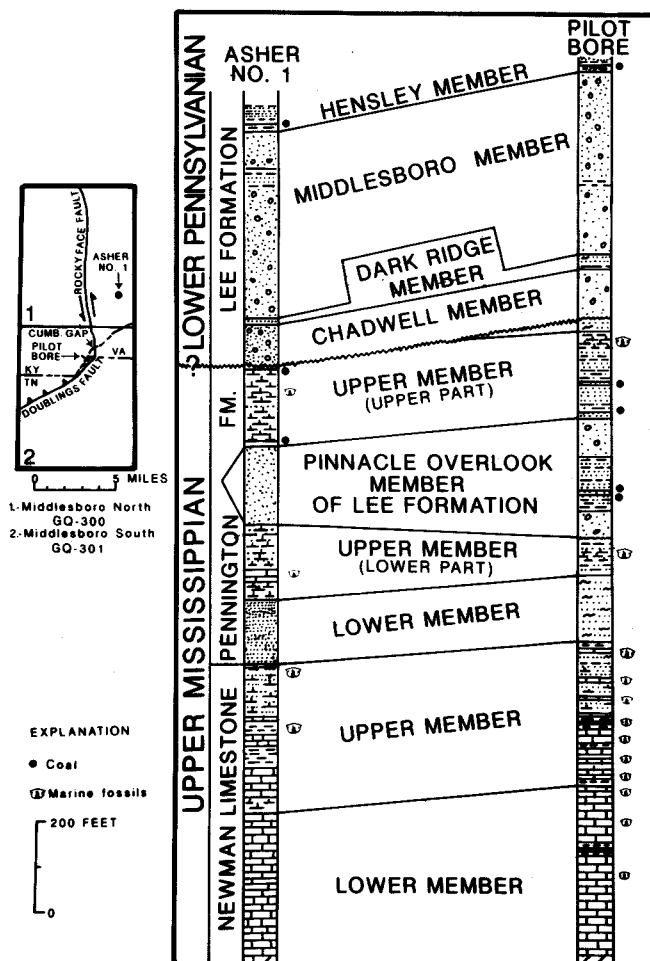 ASHER
NO. 1
PILOT
BORE
?LOWER PENNSYLVANIAN
LEE FORMATION
HENSLEY MEMBER
MIDDLESBORO MEMBER
DARK RIDGE
MEMBER
CHADWELL MEMBER
UPPER MISSISSIPPIAN
PENNINGTON FM.
UPPER MEMBER
(UPPER PART)
PINNACLE OVERLOOK
MEMBER
OF LEE FORMATION
UPPER MEMBER
(LOWER PART)
LOWER MEMBER
NEWMAN LIMESTONE
UPPER MEMBER
LOWER MEMBER
ROCKY FACE FAULT
ASHER
NO. 1
1
CUMB. GAP
PILOT
BORE
VA
KY
TN
DOUBLINGS FAULT
2
0 5 MILES
1.-Middlesboro North
GQ-300
2-Middlesboro South
GQ-301
EXPLANATION
Coal
Marine fossils
200 FEET
0